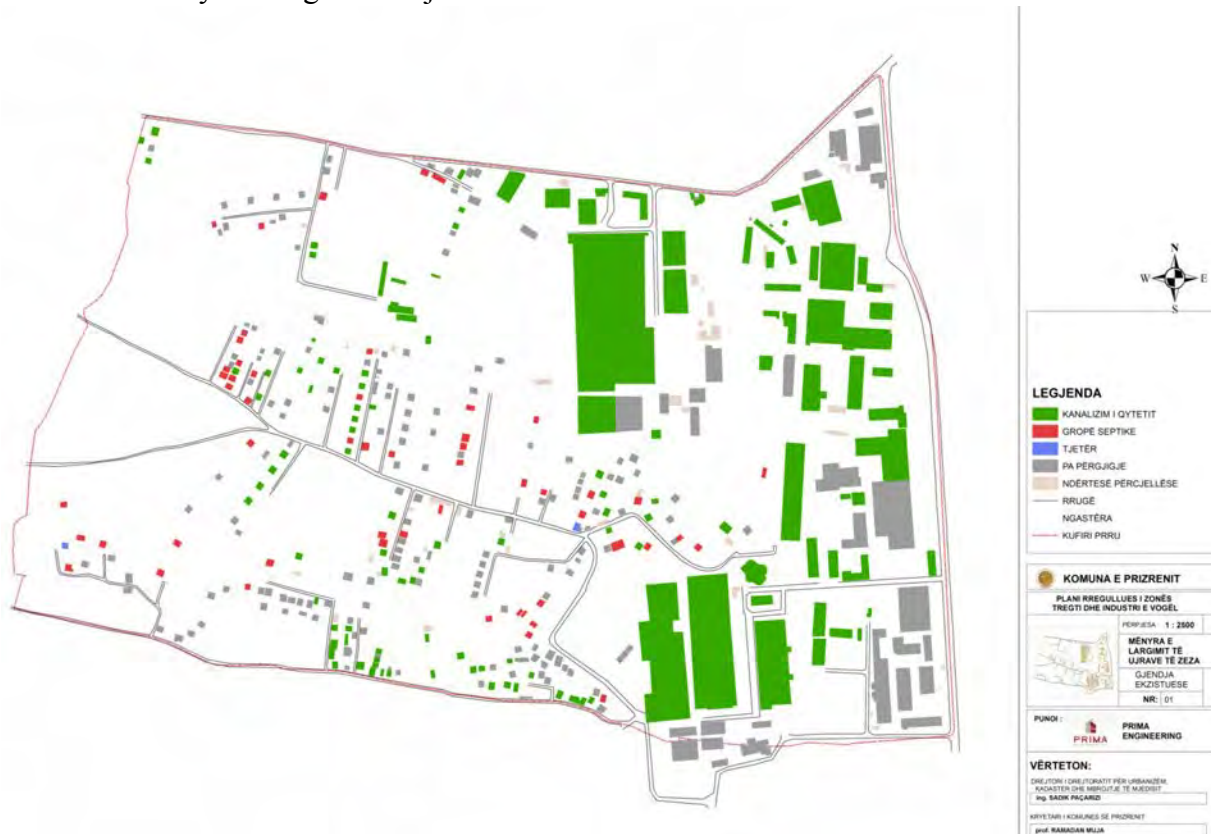 N
W E
S
LEGJENDA
KANALIZIM I QYTETIT
GROPË SEPTIKE
TJETËR
PA PËRGJIGJE
NDËRTESË PËRCJELLËSE
RRUGË
NGASTËRA
KUFIRI PRRU
KOMUNA E PRIZRENIT
PLANI RREGULLUES I ZONËS
TREGTI DHE INDUSTRI E VOGËL
PËRPJESA 1 : 2500
MËNYRA E
LARGIMIT TË
UJRAVE TË ZEZA
GJENDJA
EKZISTUESE
NR: 01
PUNOI :
PRIMA
PRIMA
ENGINEERING
VËRTETON:
DREJTORI I DREJTORATIT PËR URBANIZËM,
KADASTËR DHE MBROJTJE TË MJEDISIT
ing. SADIK PAÇARIZI
KRYETARI I KOMUNES SË PRIZRENIT
prof. RAMADAN MUJA